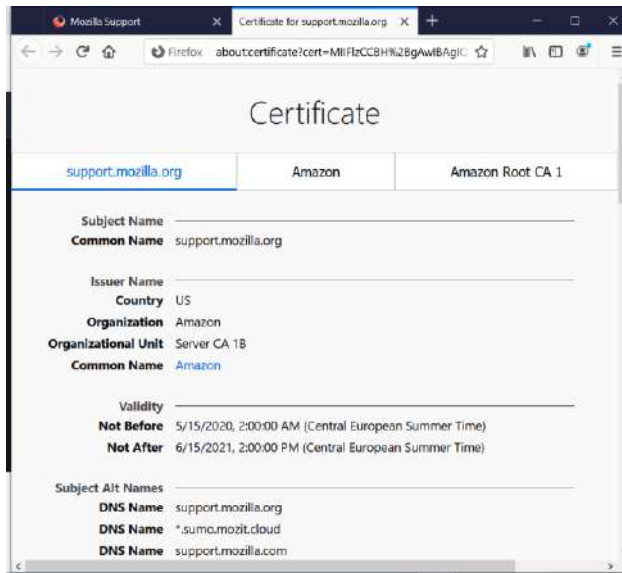 Mozilla Support
Certificate for support.mozilla.org
Firefox about:certificate?cert=MIIFlzCCBH%2BgAwIBAgIC
Certificate
support.mozilla.org Amazon Amazon Root CA 1
Subject Name
Common Name support.mozilla.org
Issuer Name
Country US
Organization Amazon
Organizational Unit Server CA 1B
Common Name Amazon
Validity
Not Before 5/15/2020, 2:00:00 AM (Central European Summer Time)
Not After 6/15/2021, 2:00:00 PM (Central European Summer Time)
Subject Alt Names
DNS Name support.mozilla.org
DNS Name *.sumo.mozit.cloud
DNS Name support.mozilla.com